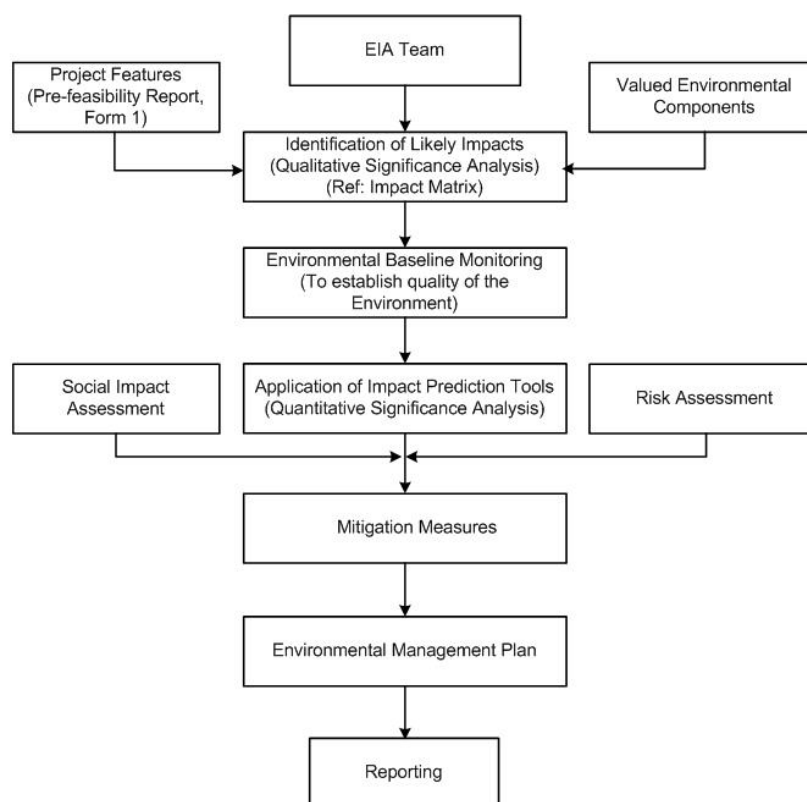 EIA Team
Project Features
(Pre-feasibility Report,
Form 1)
Valued Environmental
Components
Identification of Likely Impacts
(Qualitative Significance Analysis)
(Ref: Impact Matrix)
Environmental Baseline Monitoring
(To establish quality of the
Environment)
Social Impact
Assessment
Application of Impact Prediction Tools
(Quantitative Significance Analysis)
Risk Assessment
Mitigation Measures
Environmental Management Plan
Reporting